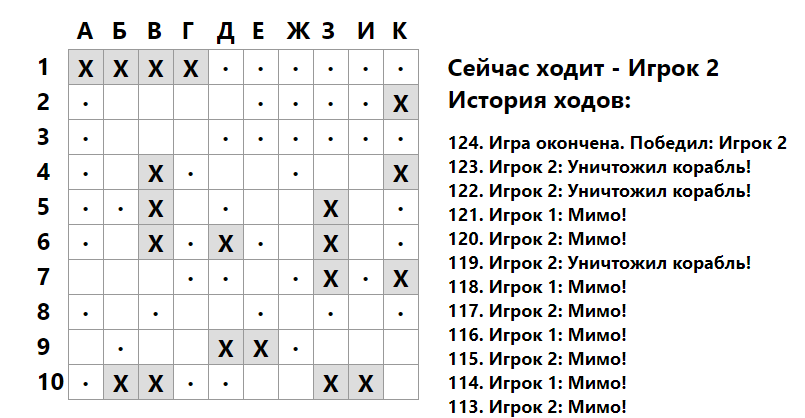 А Б В Г Д Е Ж З И К
1 X X X X . . . . . .
2 . . . . . X
3 . . . . . . .
4 . X . . X
5 . . X . X .
6 . X . X . X .
7 . . . X . X
8 . . . . .
9 . X X .
10 . X X . . X X
Сейчас ходит - Игрок 2
История ходов:
124. Игра окончена. Победил: Игрок 2
123. Игрок 2: Уничтожил корабль!
122. Игрок 2: Уничтожил корабль!
121. Игрок 1: Мимо!
120. Игрок 2: Мимо!
119. Игрок 2: Уничтожил корабль!
118. Игрок 1: Мимо!
117. Игрок 2: Мимо!
116. Игрок 1: Мимо!
115. Игрок 2: Мимо!
114. Игрок 1: Мимо!
113. Игрок 2: Мимо!